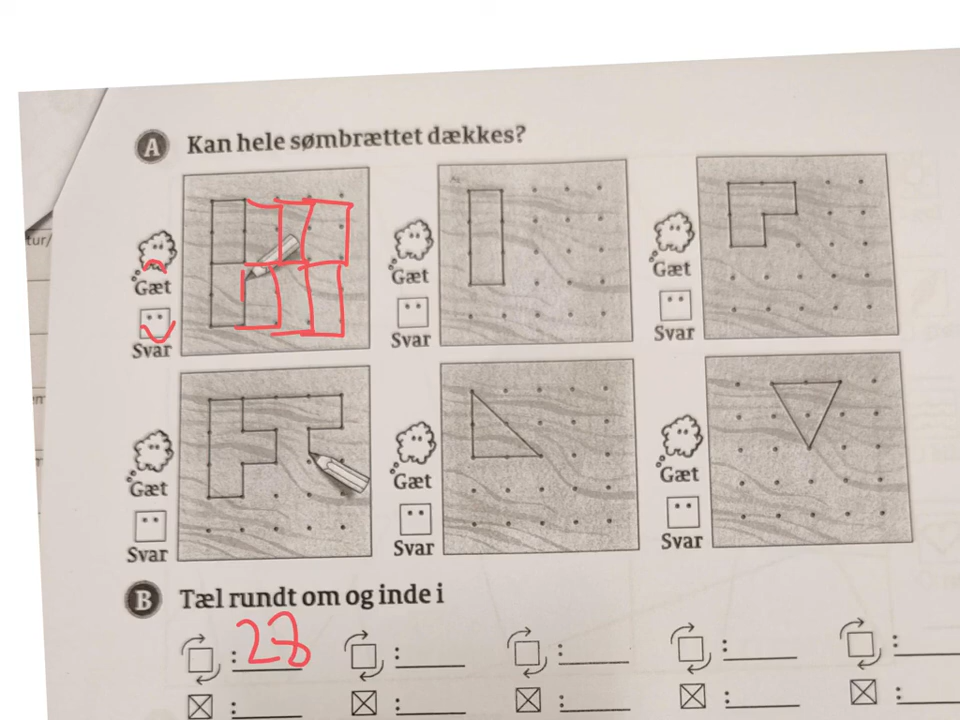 A Kan hele sømbrættet dækkes?
Gæt
Svar
Gæt
Svar
Gæt
Svar
Gæt
Svar
Gæt
Svar
Gæt
Svar
B Tæl rundt om og inde i
: 28 : : : :
: : : : :